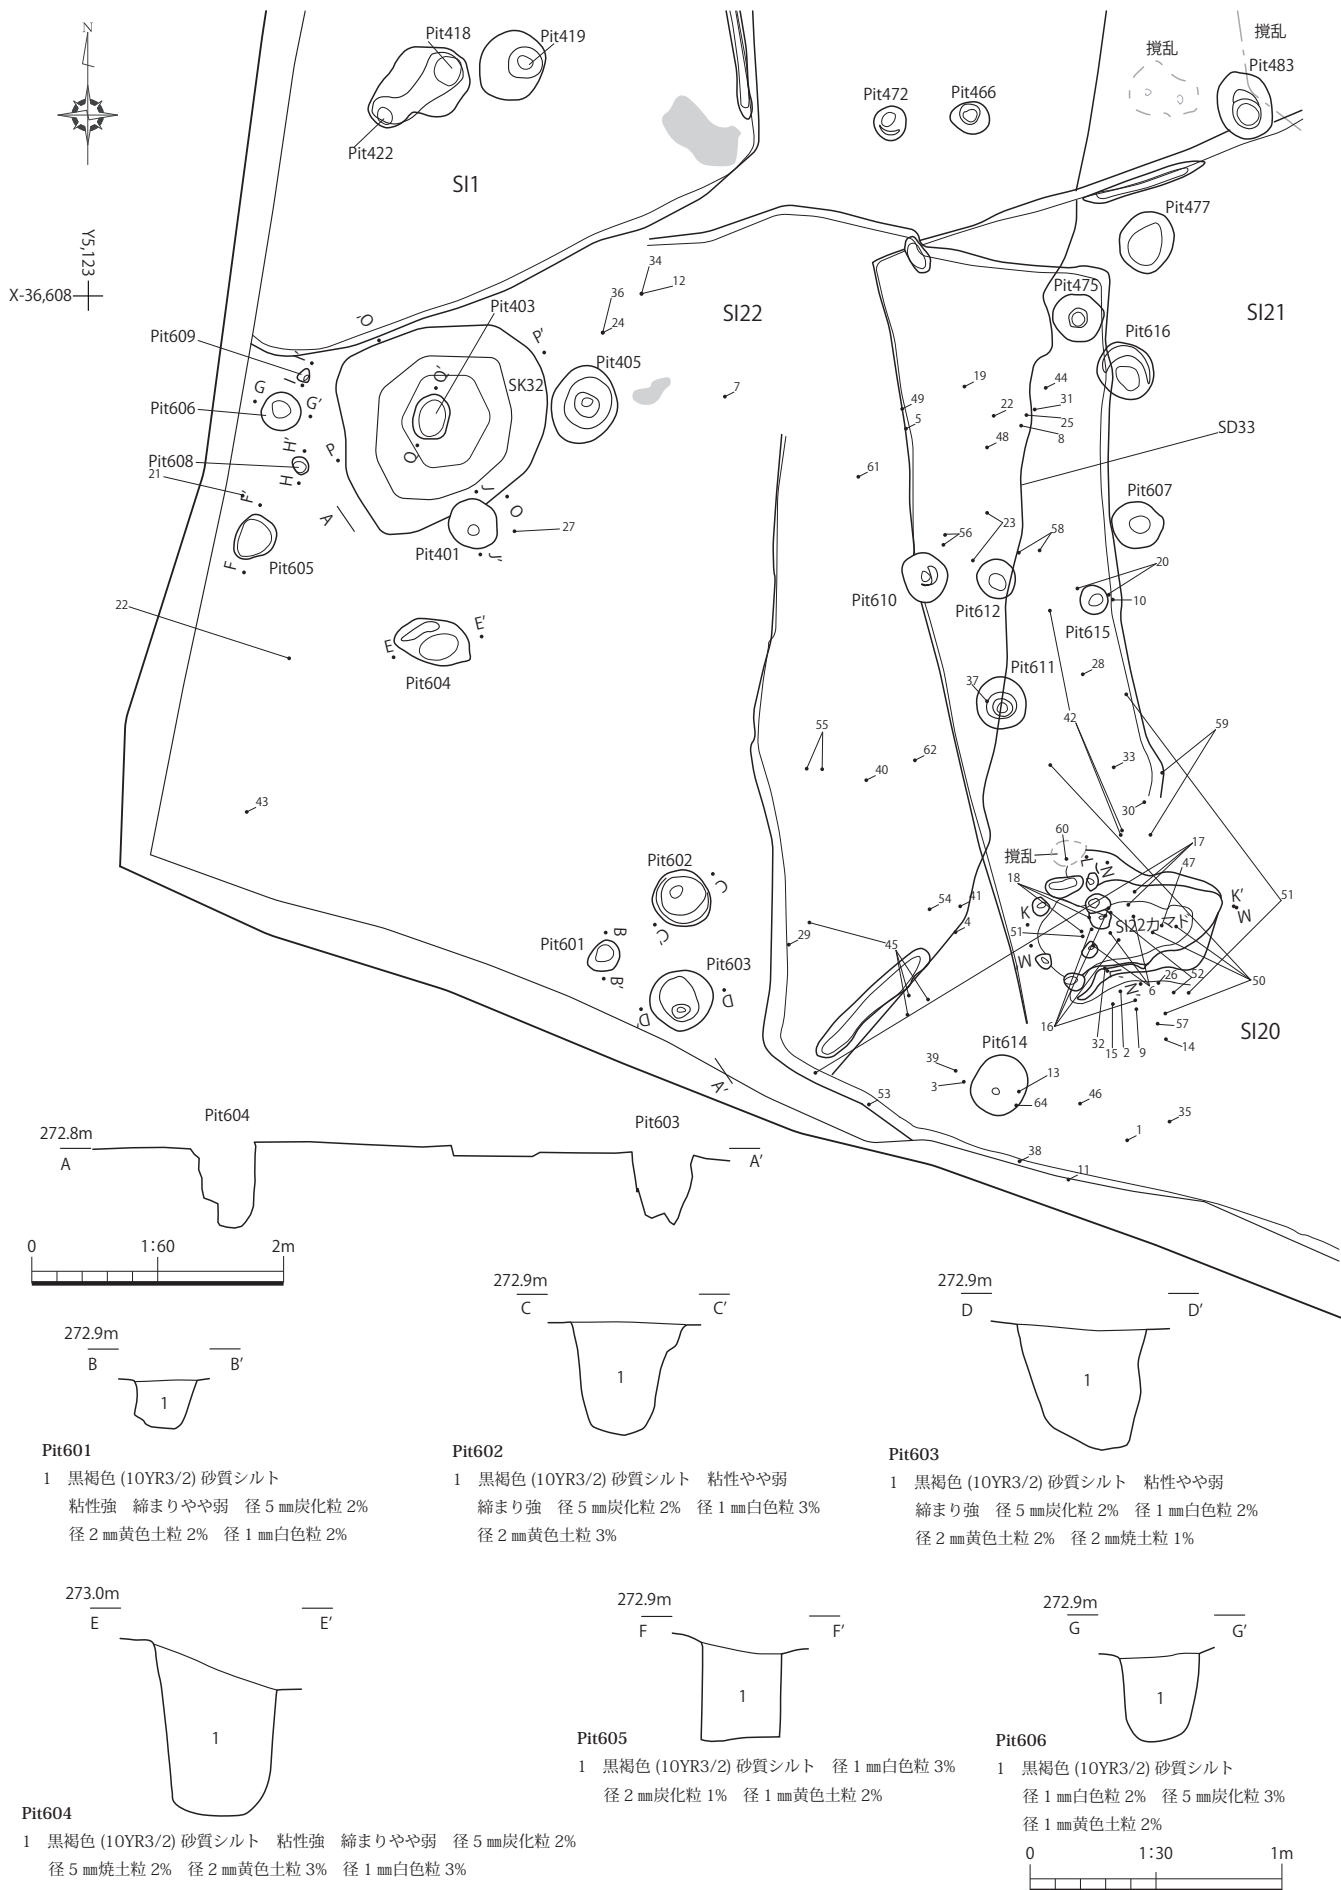 N
Y5,123
X-36,608
Pit418
Pit419
Pit422
SI1
Pit472
Pit466
撹乱
撹乱
Pit483
Pit477
34
12
36
24
SI22
Pit475
SI21
Pit616
Pit403
O'
P'
Pit405
SK32
Q'
Q
Pit609
I'
I
G
G'
Pit606
H'
Pit608
H
21
F'
P
A
J
O
27
Pit401
J'
F
Pit605
7
19
44
49
5
22
31
25
8
48
SD33
61
Pit607
23
56
58
20
10
Pit610
Pit612
Pit615
22
E
E'
Pit604
Pit611
37
28
42
59
55
62
40
33
30
43
60
17
撹乱
47
Pit602
C'
C
18
L
N
K
K'
W
51
54
41
4
SI22カマド
51
Pit601
B
B'
29
45
M
Pit603
D
D'
L'
N'
26
52
50
6
16
57
SI20
32
15
2
9
14
Pit614
39
3
13
64
46
A'
53
35
1
38
11
Pit604
Pit603
272.8m
A
A'
0
1:60
2m
272.9m
B
B'
1
272.9m
C
C'
1
272.9m
D
D'
1
Pit601
1 黒褐色 (10YR3/2) 砂質シルト
粘性強 締まりやや弱 径 5 ㎜炭化粒 2%
径 2 ㎜黄色土粒 2% 径 1 ㎜白色粒 2%
Pit602
1 黒褐色 (10YR3/2) 砂質シルト 粘性やや弱
締まり強 径 5 ㎜炭化粒 2% 径 1 ㎜白色粒 3%
径 2 ㎜黄色土粒 3%
Pit603
1 黒褐色 (10YR3/2) 砂質シルト 粘性やや弱
締まり強 径 5 ㎜炭化粒 2% 径 1 ㎜白色粒 2%
径 2 ㎜黄色土粒 2% 径 2 ㎜焼土粒 1%
273.0m
E
E'
1
272.9m
F
F'
1
272.9m
G
G'
1
Pit604
1 黒褐色 (10YR3/2) 砂質シルト 粘性強 締まりやや弱 径 5 ㎜炭化粒 2%
径 5 ㎜焼土粒 2% 径 2 ㎜黄色土粒 3% 径 1 ㎜白色粒 3%
Pit605
1 黒褐色 (10YR3/2) 砂質シルト 径 1 ㎜白色粒 3%
径 2 ㎜炭化粒 1% 径 1 ㎜黄色土粒 2%
Pit606
1 黒褐色 (10YR3/2) 砂質シルト
径 1 ㎜白色粒 2% 径 5 ㎜炭化粒 3%
径 1 ㎜黄色土粒 2%
0
1:30
1m